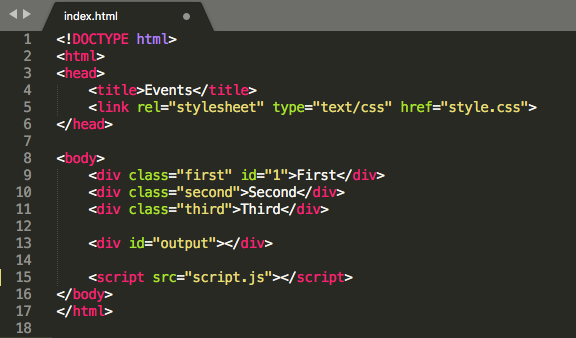 index.html
1 <!DOCTYPE html>
2 <html>
3 <head>
4     <title>Events</title>
5     <link rel="stylesheet" type="text/css" href="style.css">
6 </head>
7
8 <body>
9     <div class="first" id="1">First</div>
10     <div class="second">Second</div>
11     <div class="third">Third</div>
12
13     <div id="output"></div>
14
15     <script src="script.js"></script>
16 </body>
17 </html>
18